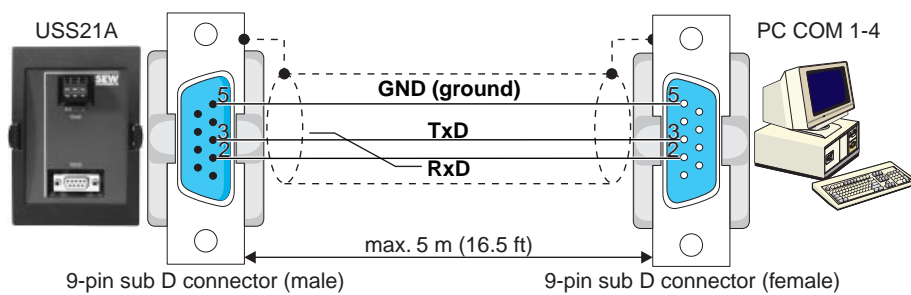 USS21A
PC COM 1-4
SEW
5
GND (ground)
5
3
TxD
3
2
RxD
2
max. 5 m (16.5 ft)
9-pin sub D connector (male)
9-pin sub D connector (female)